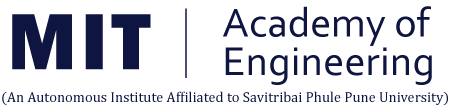 MIT
Academy of
Engineering
(An Autonomous Institute Affiliated to Savitribai Phule Pune University)